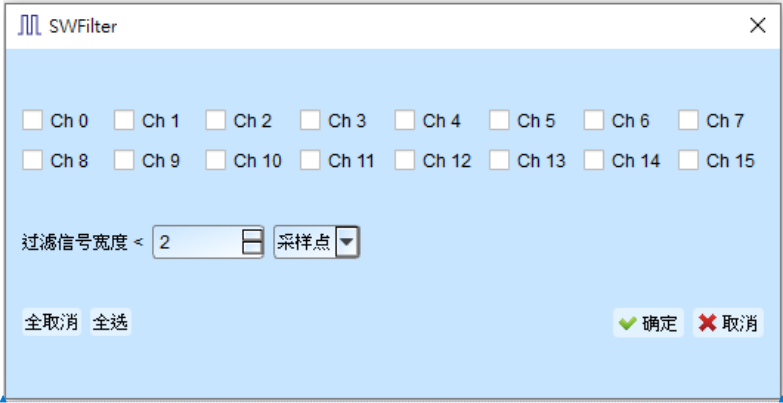 SWFilter
Ch 0 Ch 1 Ch 2 Ch 3 Ch 4 Ch 5 Ch 6 Ch 7
Ch 8 Ch 9 Ch 10 Ch 11 Ch 12 Ch 13 Ch 14 Ch 15
过滤信号宽度 < 2 采样点
全取消 全选 确定 取消